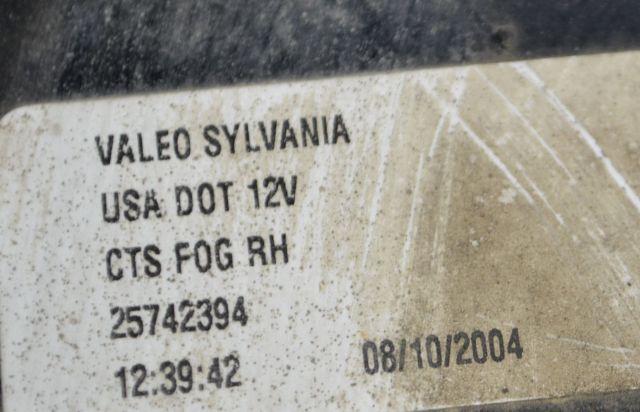 VALEO SYLVANIA
USA DOT 12V
CTS FOG RH
25742394
12:39:42 08/10/2004